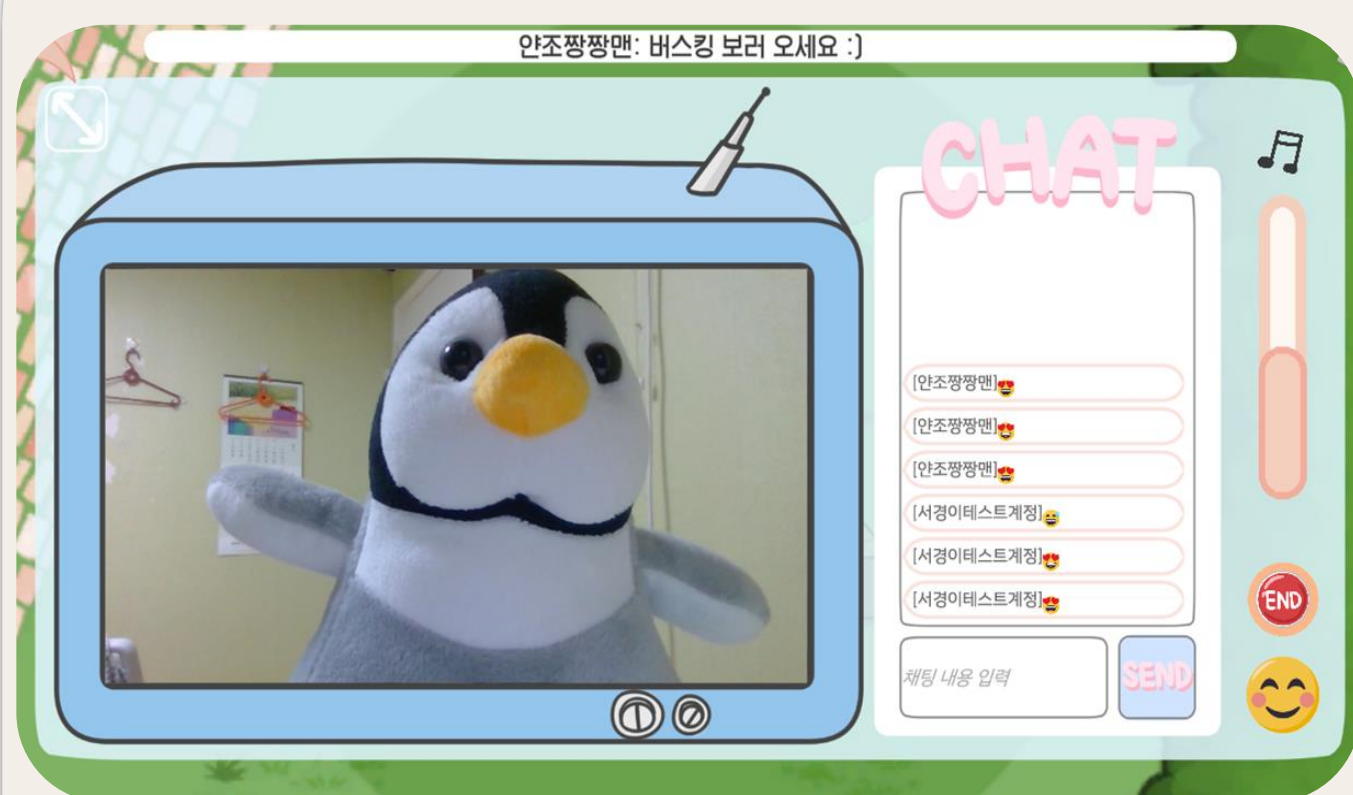 얀조짱짱맨: 버스킹 보러 오세요 :)
CHAT
[얀조짱짱맨]😍
[얀조짱짱맨]😍
[얀조짱짱맨]😍
[서경이테스트계정]😅
[서경이테스트계정]😍
[서경이테스트계정]😍
채팅 내용 입력
SEND
END